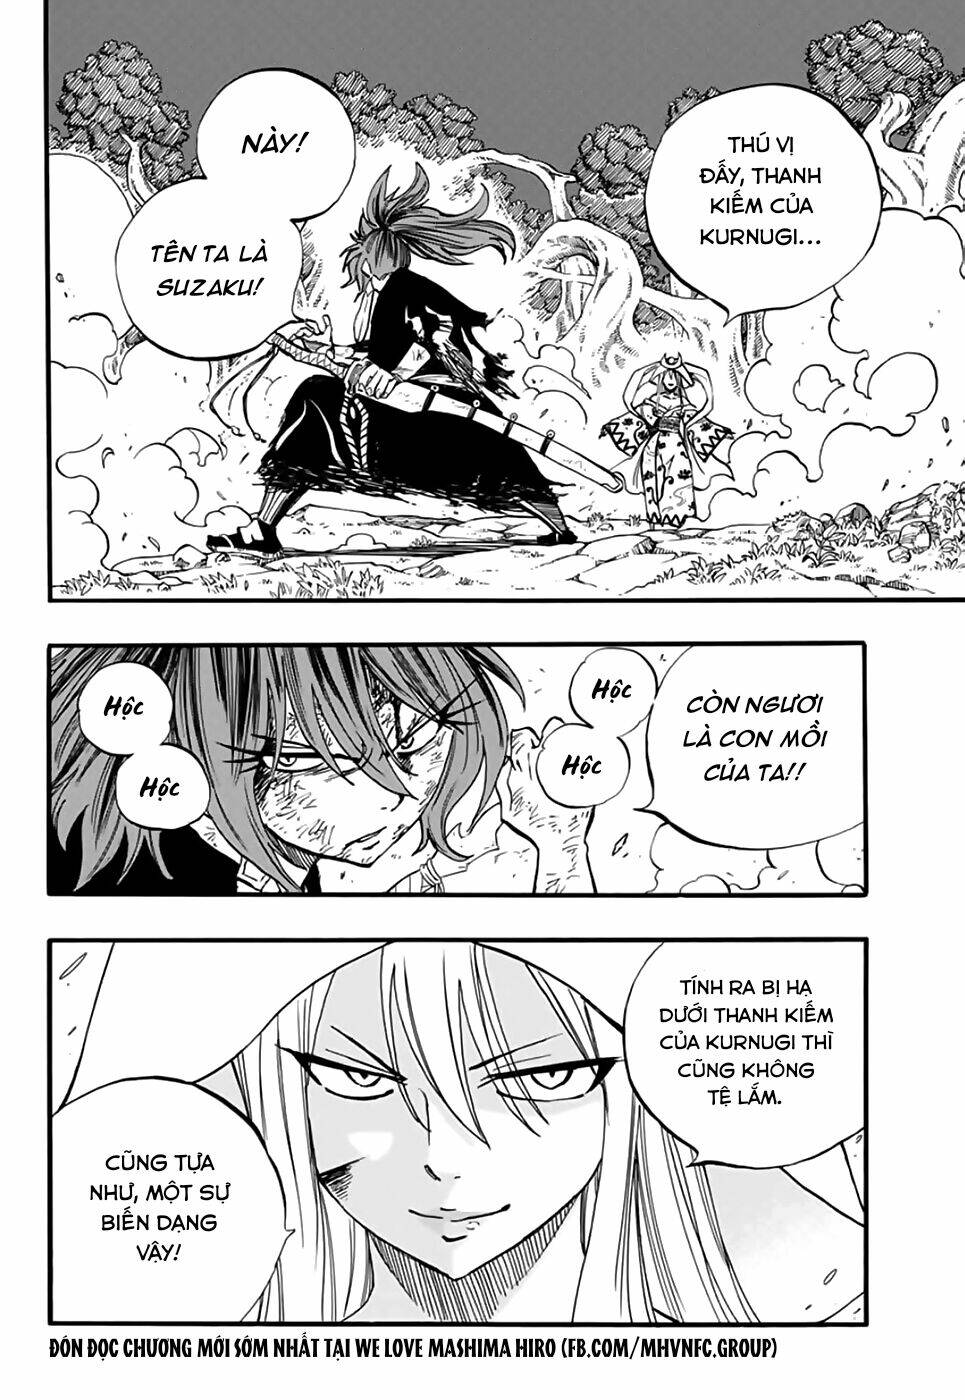 THÚ VỊ
ĐẤY, THANH
KIẾM CỦA
KURNUGI...
NÀY!
TÊN TA LÀ
SUZAKU!
CÒN NGƯƠI
LÀ CON MỒI
CỦA TA!!
HỘC
HỘC
HỘC
HỘC
TÍNH RA BỊ HẠ
DƯỚI THANH KIẾM
CỦA KURNUGI THÌ
CŨNG KHÔNG
TỆ LẮM.
CŨNG TỰA
NHƯ, MỘT SỰ
BIẾN DẠNG
VẬY!
ĐÓN ĐỌC CHƯƠNG MỚI SỚM NHẤT TẠI WE LOVE MASHIMA HIRO (FB.COM/MHVNFC.GROUP)